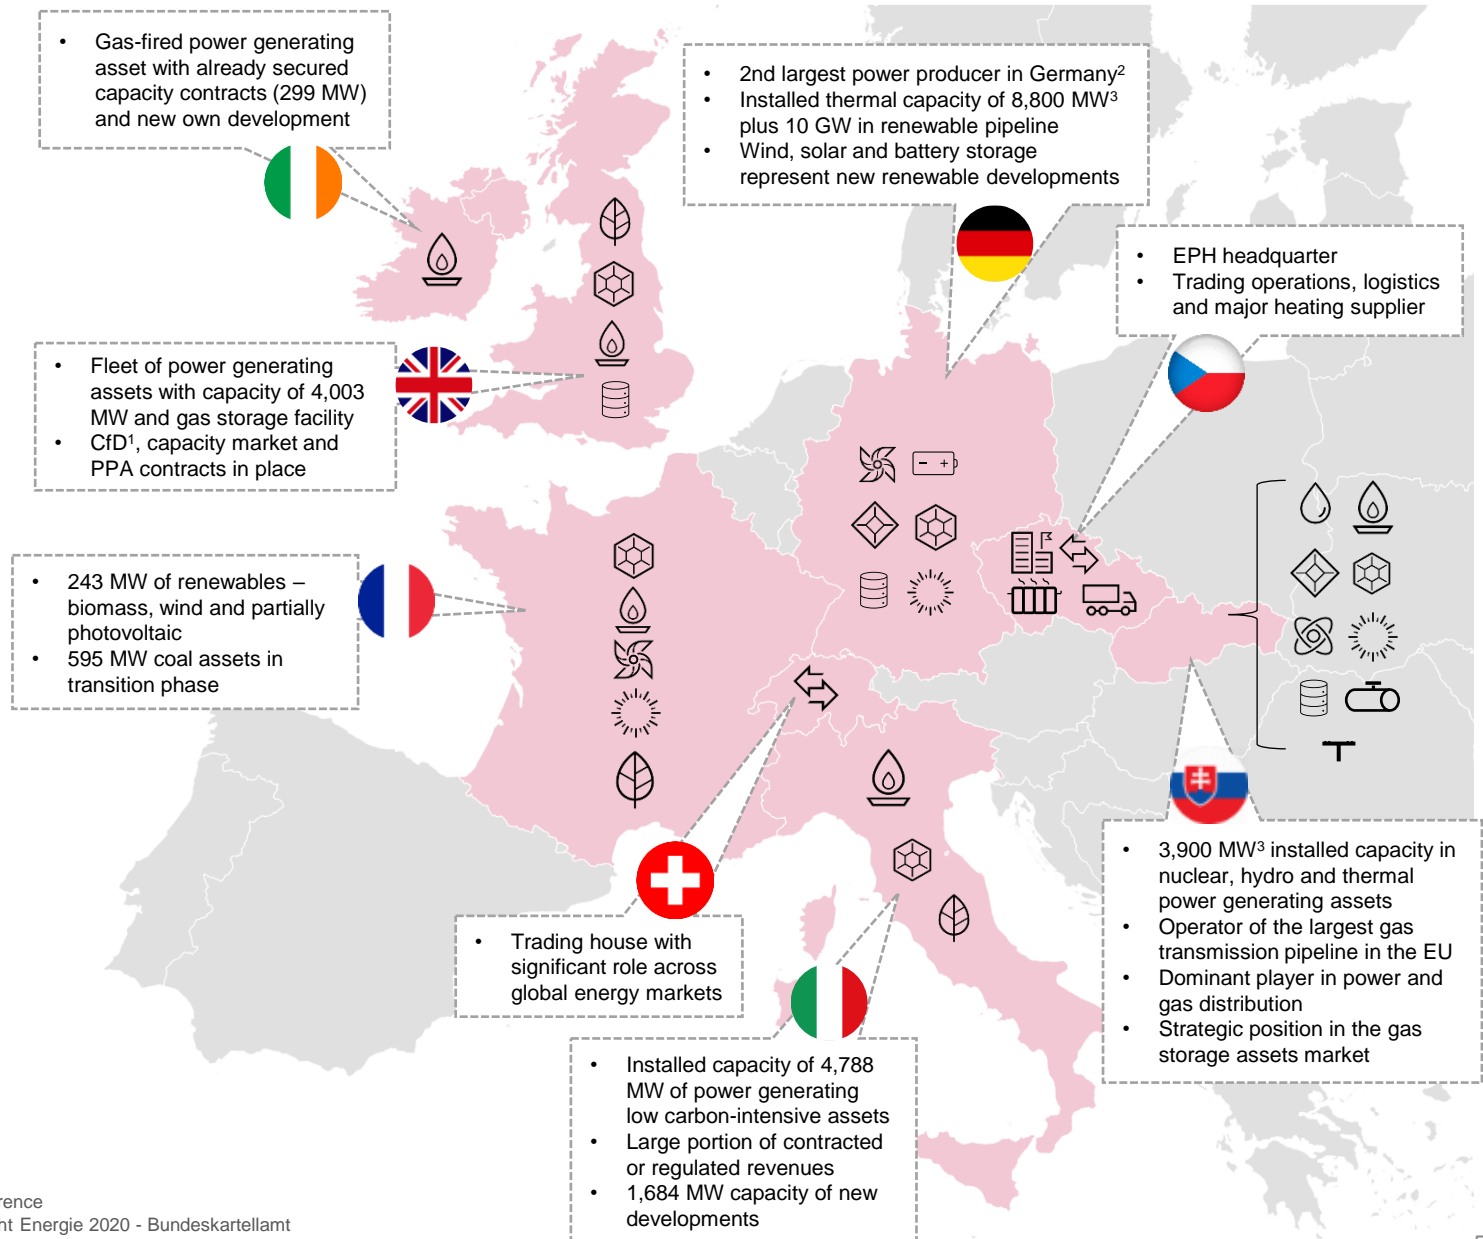 • Gas-fired power generating
asset with already secured
capacity contracts (299 MW)
and new own development
• 2nd largest power producer in Germany²
• Installed thermal capacity of 8,800 MW³
plus 10 GW in renewable pipeline
• Wind, solar and battery storage
represent new renewable developments
• EPH headquarter
• Trading operations, logistics
and major heating supplier
• Fleet of power generating
assets with capacity of 4,003
MW and gas storage facility
• CfD¹, capacity market and
PPA contracts in place
• 243 MW of renewables –
biomass, wind and partially
photovoltaic
• 595 MW coal assets in
transition phase
• Trading house with
significant role across
global energy markets
• 3,900 MW³ installed capacity in
nuclear, hydro and thermal
power generating assets
• Operator of the largest gas
transmission pipeline in the EU
• Dominant player in power and
gas distribution
• Strategic position in the gas
storage assets market
• Installed capacity of 4,788
MW of power generating
low carbon-intensive assets
• Large portion of contracted
or regulated revenues
• 1,684 MW capacity of new
developments
rence
ht Energie 2020 - Bundeskartellamt